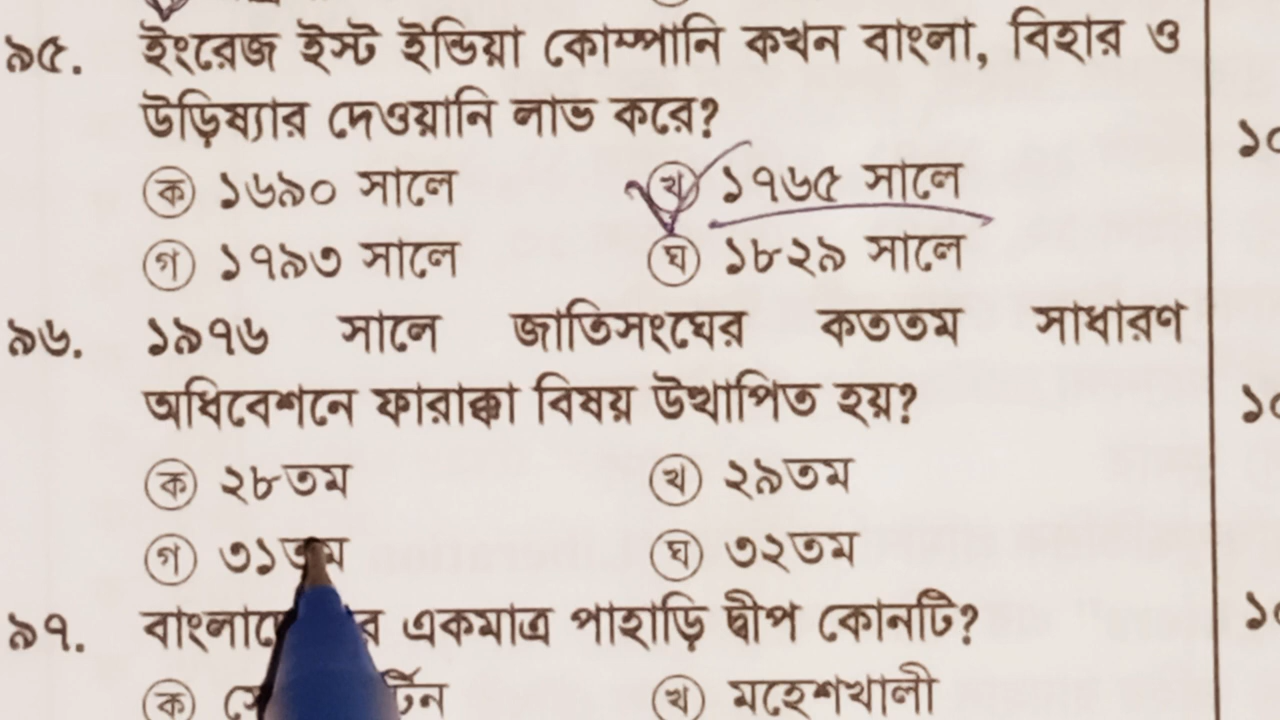 ৯৫. ইংরেজ ইস্ট ইন্ডিয়া কোম্পানি কখন বাংলা, বিহার ও
উড়িষ্যার দেওয়ানি লাভ করে?
ক ১৬৯০ সালে খ ১৭৬৫ সালে
গ ১৭৯৩ সালে ঘ ১৮২৯ সালে
৯৬. ১৯৭৬ সালে জাতিসংঘের কততম সাধারণ
অধিবেশনে ফারাক্কা বিষয় উত্থাপিত হয়?
ক ২৮তম খ ২৯তম
গ ৩১তম ঘ ৩২তম
৯৭. একমাত্র পাহাড়ি দ্বীপ কোনটি?
ক খ মহেশখালী